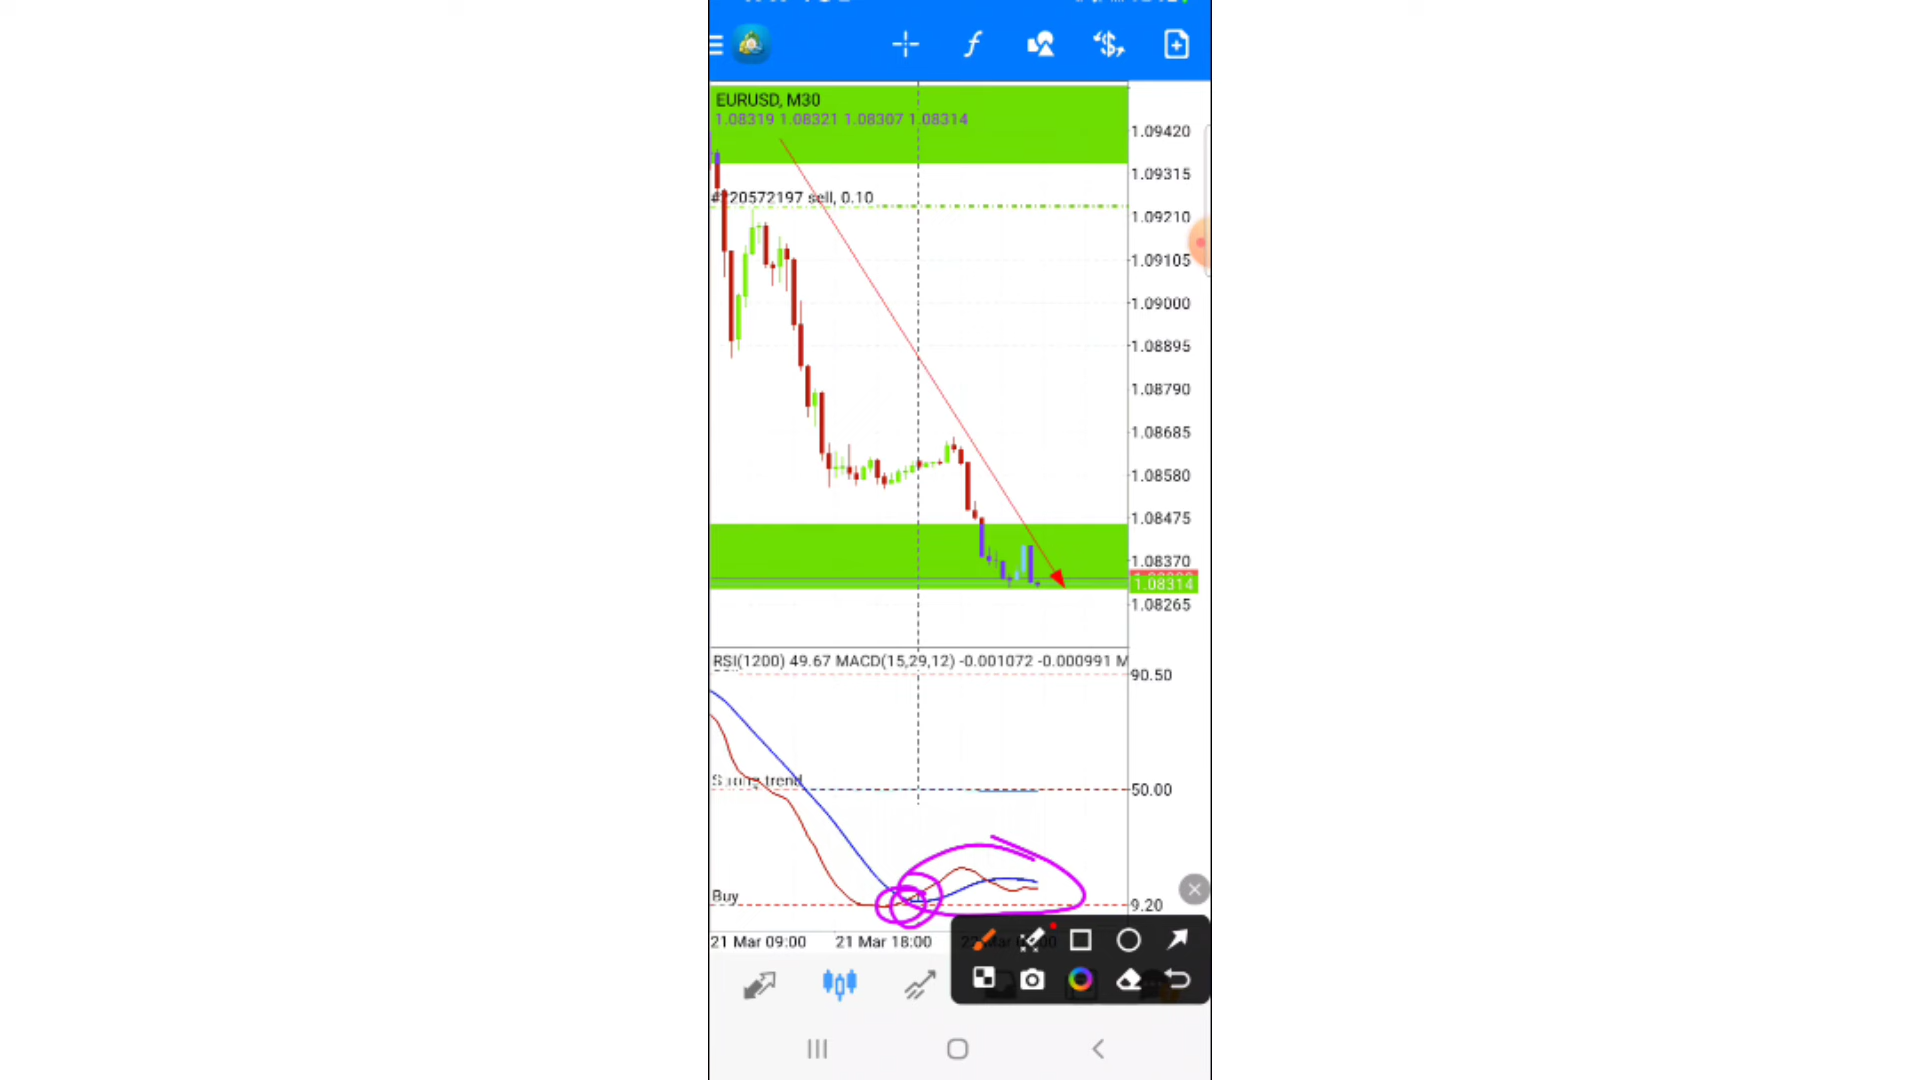 EURUSD, M30
1.08319 1.08321 1.08307 1.08314
1.09420
1.09315
sell, 0.10
1.09210
1.09105
1.09000
1.08895
1.08790
1.08685
1.08580
1.08475
1.08370
1.08314
1.08265
RSI(1200) 49.67 MACD(15,29,12) -0.001072 -0.000991 M
90.50
Strong trend
50.00
Buy
9.20
21 Mar 09:00 21 Mar 18:00